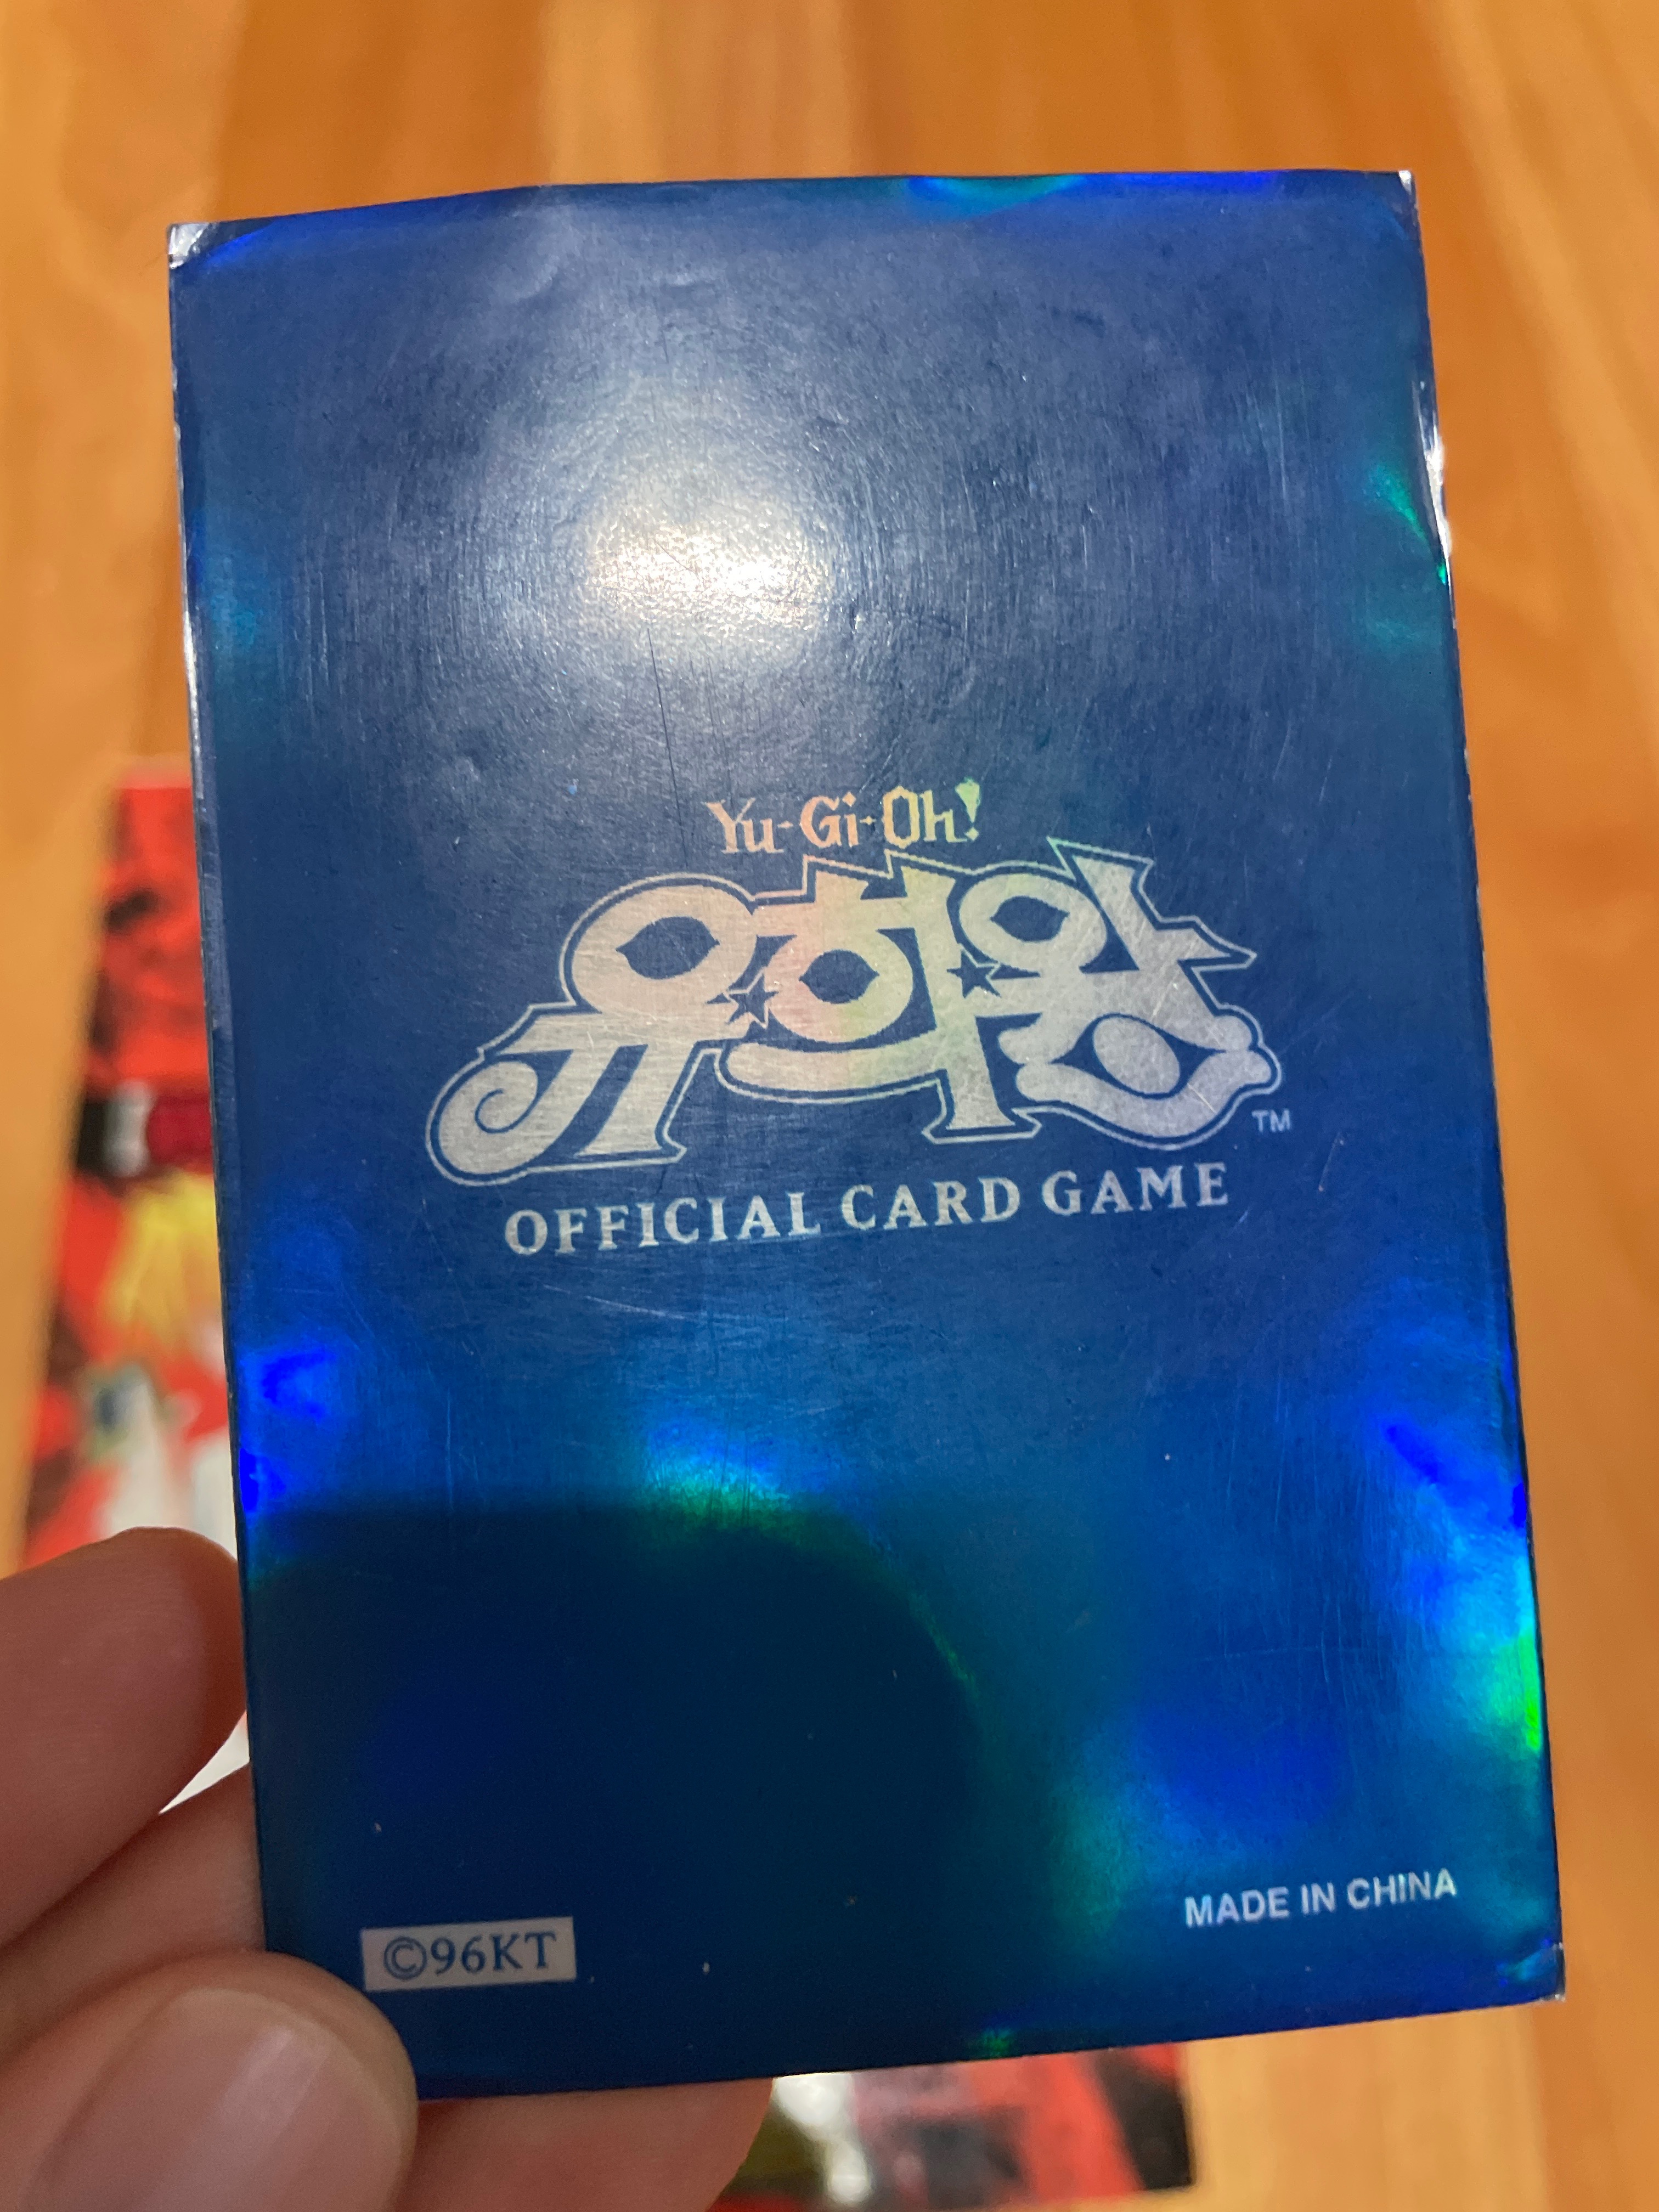 Yu-Gi-Oh!
유희왕
TM
OFFICIAL CARD GAME
MADE IN CHINA
©96KT